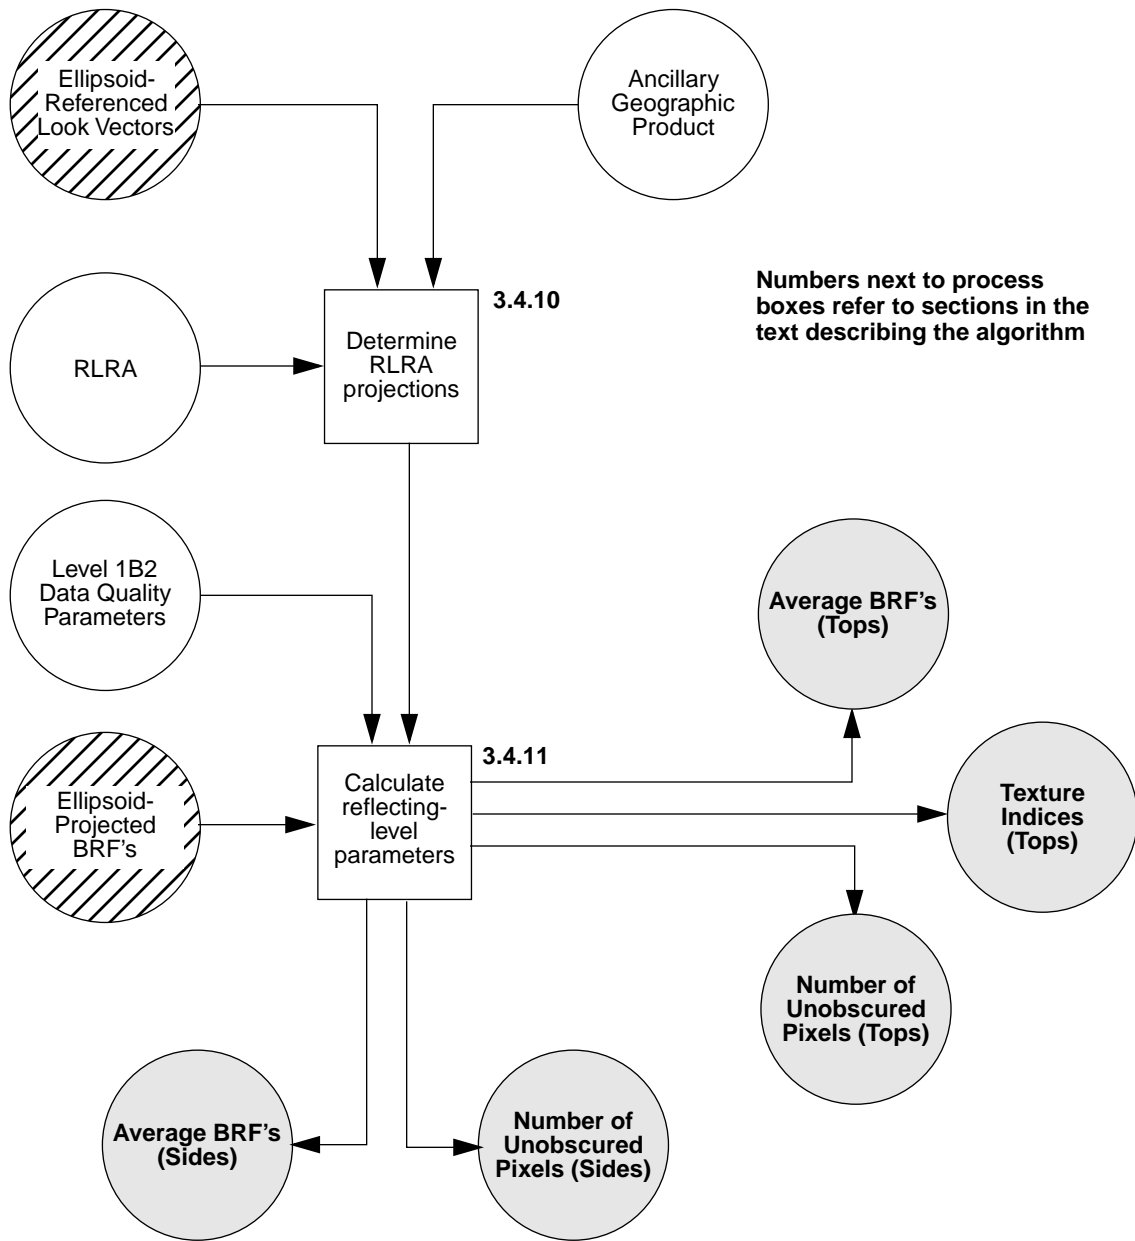 Ellipsoid-
Referenced
Look Vectors
Ancillary
Geographic
Product
RLRA
3.4.10
Determine
RLRA
projections
Numbers next to process
boxes refer to sections in the
text describing the algorithm
Level 1B2
Data Quality
Parameters
Average BRF's
(Tops)
Ellipsoid-
Projected
BRF's
3.4.11
Calculate
reflecting-
level
parameters
Texture
Indices
(Tops)
Number of
Unobscured
Pixels (Tops)
Average BRF's
(Sides)
Number of
Unobscured
Pixels (Sides)